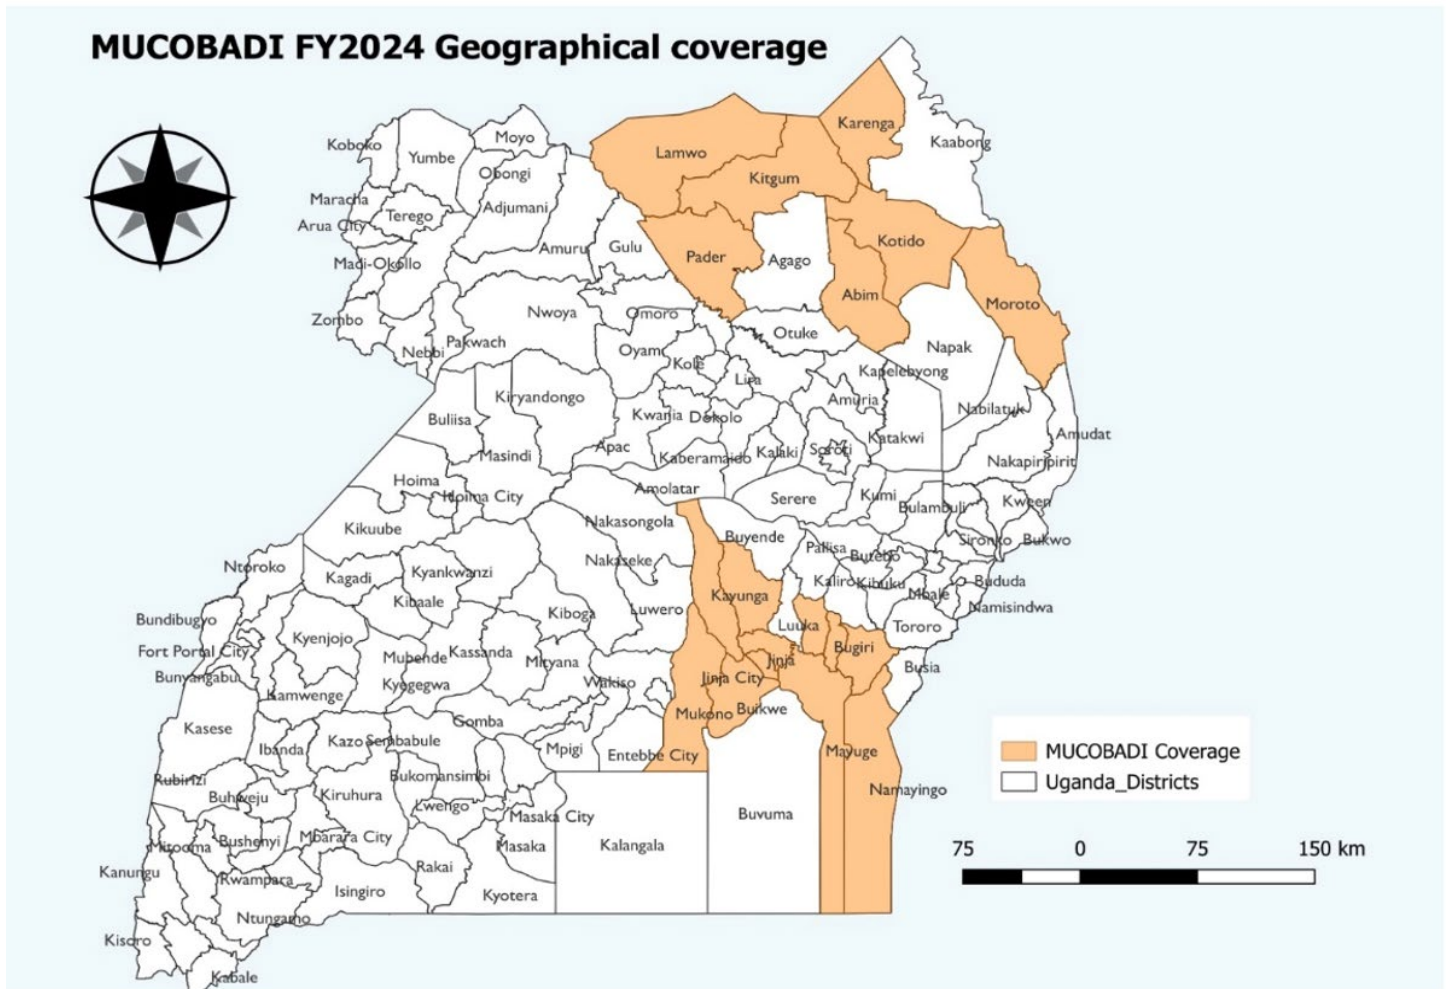 MUCOBADI FY2024 Geographical coverage
Karenga
Kaabong
Moyo
Koboko
Yumbe
Lamwo
Obongi
Kitgum
Maracha
Adjumani
Terego
Arua City
Kotido
Amuru
Gulu
Pader
Agago
Madi-Okollo
Abim
Moroto
Zombo
Nwoya
Omoro
Otuke
Pakwach
Nebbi
Oyam
Kole
Napak
Lira
Kapelebyong
Kiryandongo
Amuria
Buliisa
Kwania
Dokolo
Nabilatuk
Amudat
Katakwi
Apac
Masindi
Kaberamaido
Kalaki
Soroti
Nakapiripirit
Hoima
Hoima City
Amolatar
Serere
Kumi
Bulambuli
Kween
Kikuube
Nakasongola
Buyende
Sironko
Bukwo
Pallisa
Butebo
Nakaseke
Ntoroko
Kagadi
Kyankwanzi
Kaliro
Kibuku
Bududa
Mbale
Kayunga
Kibaale
Namisindwa
Kiboga
Luwero
Bundibugyo
Luuka
Tororo
Kyenjojo
Bugiri
Fort Portal City
Mubende
Kassanda
Mityana
Jinja
Busia
Bunyangabu
Kyegegwa
Wakiso
Jinja City
Kamwenge
Mukono
Buikwe
Kasese
Gomba
Ibanda
Kazo
Sembabule
Mpigi
Entebbe City
Mayuge
MUCOBADI Coverage
Rubirizi
Bukomansimbi
Uganda_Districts
Buhweju
Kiruhura
Lwengo
Namayingo
Masaka City
Buvuma
Mitooma
Bushenyi
Mbarara City
Masaka
Kalangala
75 0 75 150 km
Kanungu
Rwampara
Rakai
Isingiro
Kyotera
Ntungamo
Kisoro
Kabale